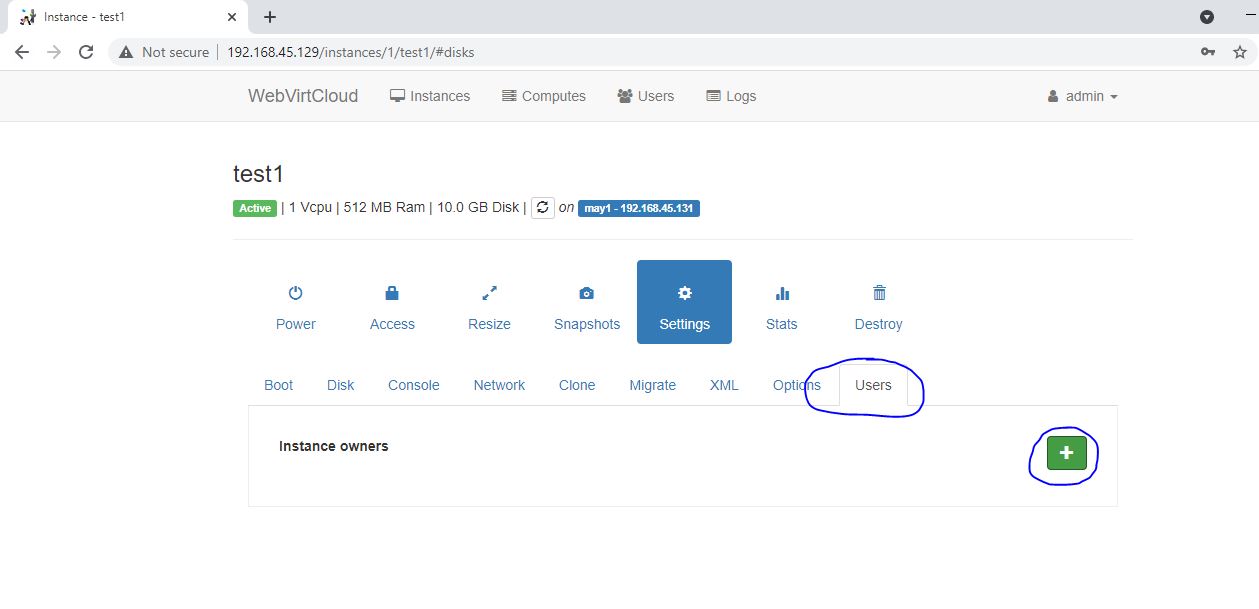 Instance - test1
Not secure 192.168.45.129/instances/1/test1/#disks
WebVirtCloud Instances Computes Users Logs admin
test1
Active | 1 Vcpu | 512 MB Ram | 10.0 GB Disk | on may1 - 192.168.45.131
Power Access Resize Snapshots Settings Stats Destroy
Boot Disk Console Network Clone Migrate XML Options Users
Instance owners